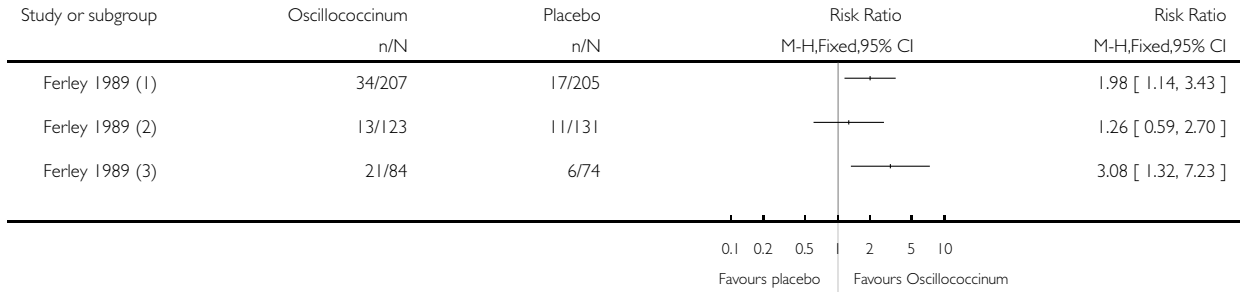 Study or subgroup Oscillococcinum Placebo Risk Ratio Risk Ratio
n/N n/N M-H,Fixed,95% CI M-H,Fixed,95% CI
Ferley 1989 (1) 34/207 17/205 1.98 [ 1.14, 3.43 ]
Ferley 1989 (2) 13/123 11/131 1.26 [ 0.59, 2.70 ]
Ferley 1989 (3) 21/84 6/74 3.08 [ 1.32, 7.23 ]
0.1 0.2 0.5 1 2 5 10
Favours placebo Favours Oscillococcinum